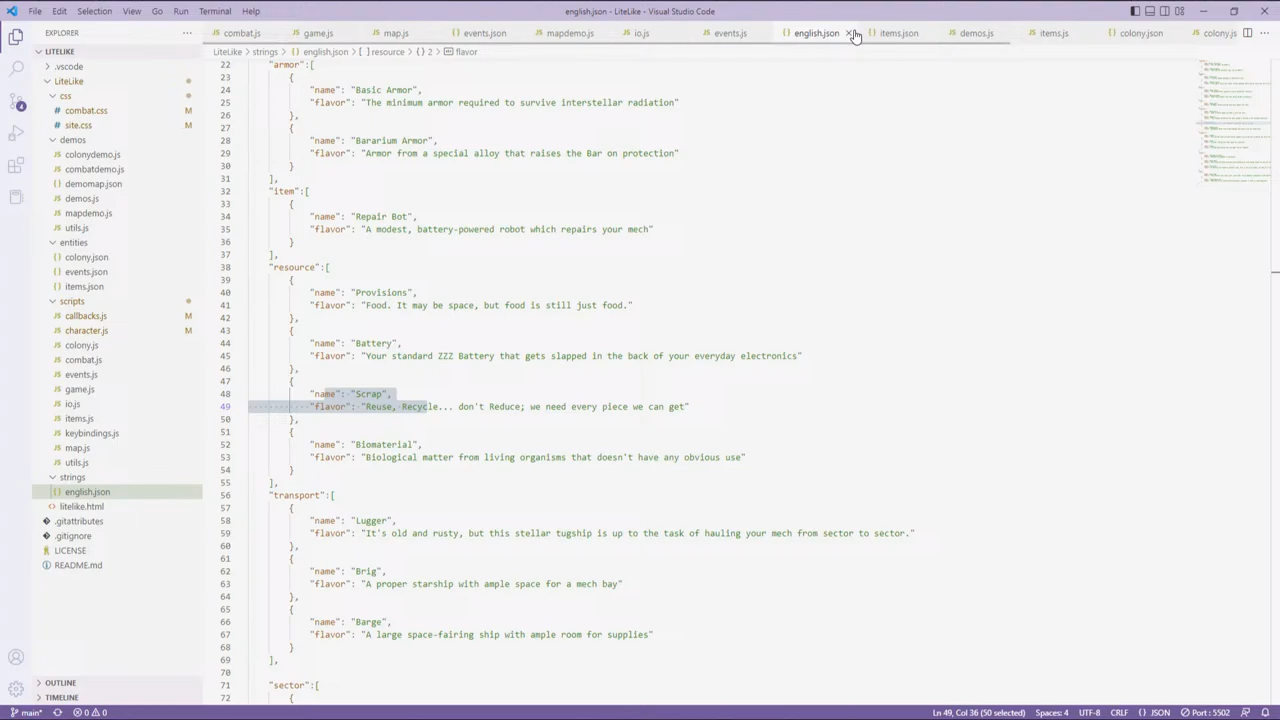 File Edit Selection View Go Run Terminal Help
english.json - LiteLike - Visual Studio Code
EXPLORER
combat.js game.js map.js events.json mapdemo.js io.js events.js english.json items.json demos.js items.js colony.json colony.js
LiteLike > strings > english.json > resource > 2 > flavor
LITELIKE
.vscode
LiteLike
css
combat.css M
site.css M
demos
colonydemo.js
combatdemo.js
demomap.json
demos.js
mapdemo.js
utils.js
entities
colony.json
events.json
items.json
scripts
callbacks.js M
character.js M
colony.js
combat.js
events.js
game.js
io.js
items.js
keybindings.js
map.js
utils.js
strings
english.json
litelike.html
.gitattributes
.gitignore
LICENSE
README.md
OUTLINE
TIMELINE
22 "armor":[
23 {
24 "name": "Basic Armor",
25 "flavor": "The minimum armor required to survive interstellar radiation"
26 },
27 {
28 "name": "Banarium Armor",
29 "flavor": "Armor from a special alloy to raises the Bar on protection"
30 }
31 ],
32 "item":[
33 {
34 "name": "Repair Bot",
35 "flavor": "A modest, battery-powered robot which repairs your mech"
36 }
37 ],
38 "resource":[
39 {
40 "name": "Provisions",
41 "flavor": "Food. It may be space, but food is still just food."
42 },
43 {
44 "name": "Battery",
45 "flavor": "Your standard ZZZ Battery that gets slapped in the back of your everyday electronics"
46 },
47 {
48 "name": "Scrap",
49 "flavor": "Reuse, Recycle... don't Reduce; we need every piece we can get"
50 },
51 {
52 "name": "Biomaterial",
53 "flavor": "Biological matter from living organisms that doesn't have any obvious use"
54 }
55 ],
56 "transport":[
57 {
58 "name": "Lugger",
59 "flavor": "It's old and rusty, but this stellar tugship is up to the task of hauling your mech from sector to sector."
60 },
61 {
62 "name": "Brig",
63 "flavor": "A proper starship with ample space for a mech bay"
64 },
65 {
66 "name": "Barge",
67 "flavor": "A large space-fairing ship with ample room for supplies"
68 }
69 ],
70
71 "sector":[
72 {
main* 0 0 Ln 49, Col 36 (50 selected) Spaces: 4 UTF-8 CRLF {} JSON Port : 5502